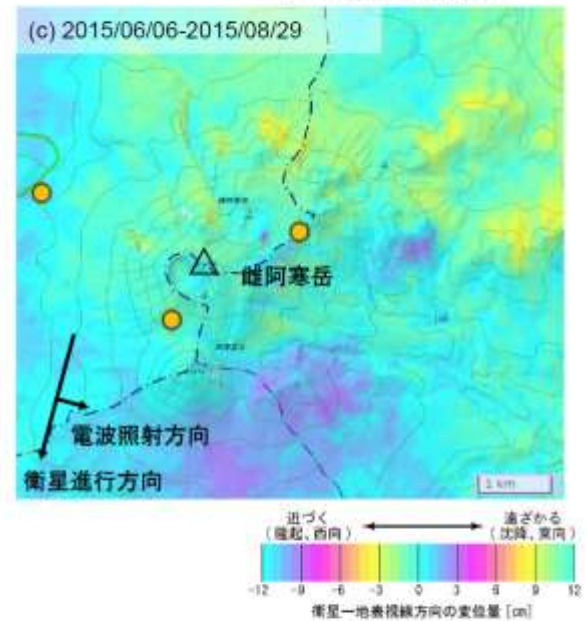 (c) 2015/06/06-2015/08/29
雌阿寒岳
電波照射方向
衛星進行方向
1 km
近づく
遠ざかる
(隆起、西向)
(沈降、東向)
-12 -9 -6 -3 0 3 6 9 12
衛星-地表視線方向の変位量 [cm]